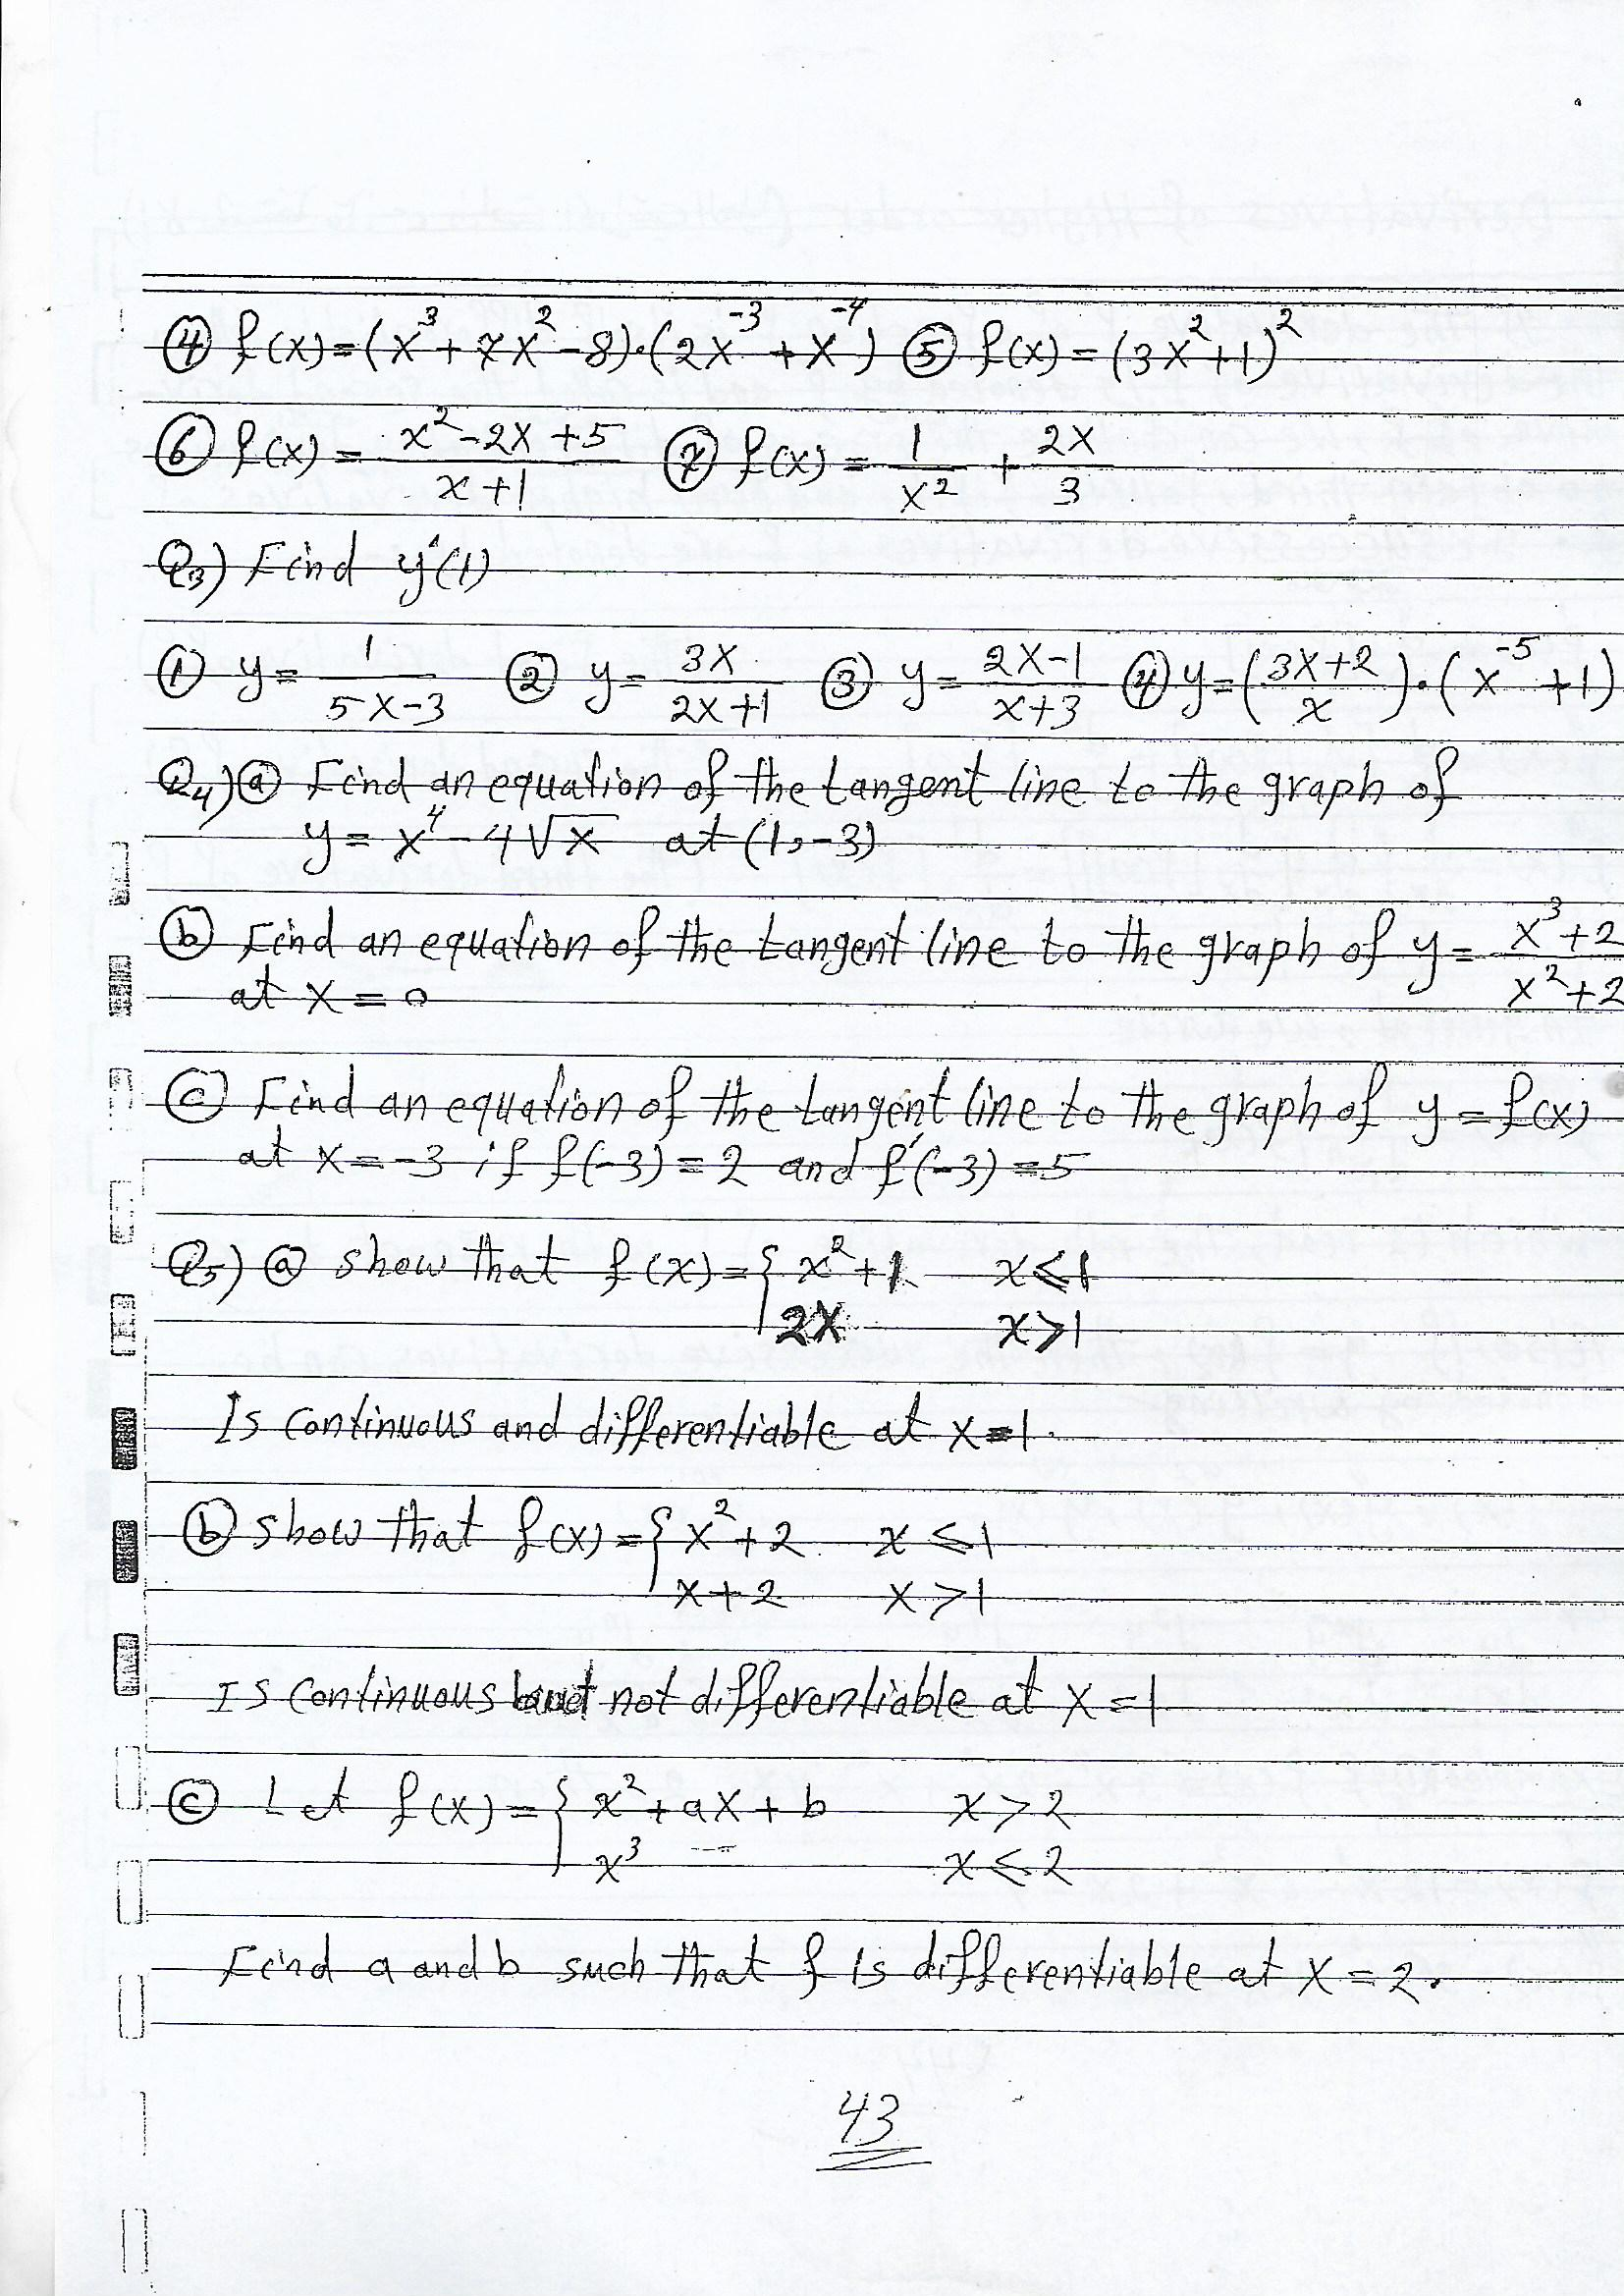 ④ f(x)=(x³+7x²-8)·(2x⁻³+x⁻⁴) ⑤ f(x)=(3x²+1)²
⑥ f(x)= (x²-2x+5)/(x+1) ⑦ f(x)= 1/x² + 2x/3
Q3) Find y'(1)
① y= 1/(5x-3) ② y= 3x/(2x+1) ③ y= (2x-1)/(x+3) ④ y=((3x+2)/x)·(x⁻⁵+1)
Q4) ⓐ Find an equation of the tangent line to the graph of
y= x⁴-4√x at (1,-3)
ⓑ Find an equation of the tangent line to the graph of y= (x³+2)/(x²+2)
at x=0
ⓒ Find an equation of the tangent line to the graph of y=f(x)
at x=-3 if f(-3)=2 and f'(-3)=5
Q5) ⓐ show that f(x)={ x²+1 x≤1
2x x>1
Is continuous and differentiable at x=1.
ⓑ show that f(x)={ x²+2 x≤1
x+2 x>1
Is continuous but not differentiable at x=1
ⓒ Let f(x)={ x²+ax+b x>2
x³ x≤2
Find a and b such that f is differentiable at x=2.
43